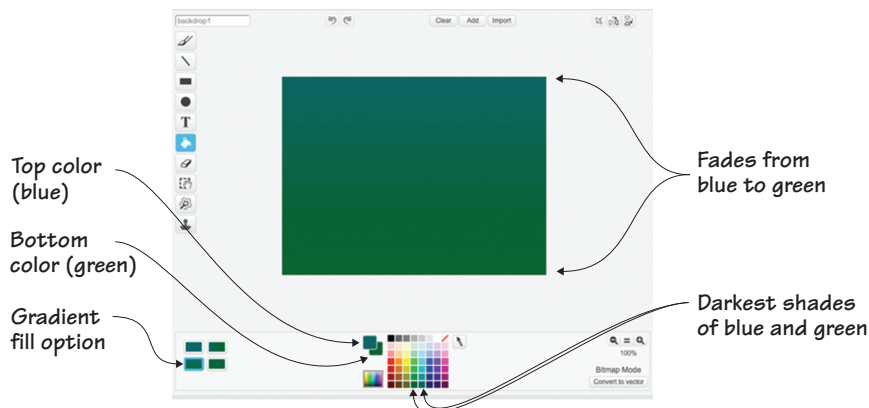 backdrop1
Clear Add Import
T
Top color
(blue)
Bottom
color (green)
Gradient
fill option
Fades from
blue to green
Darkest shades
of blue and green
100%
Bitmap Mode
Convert to vector